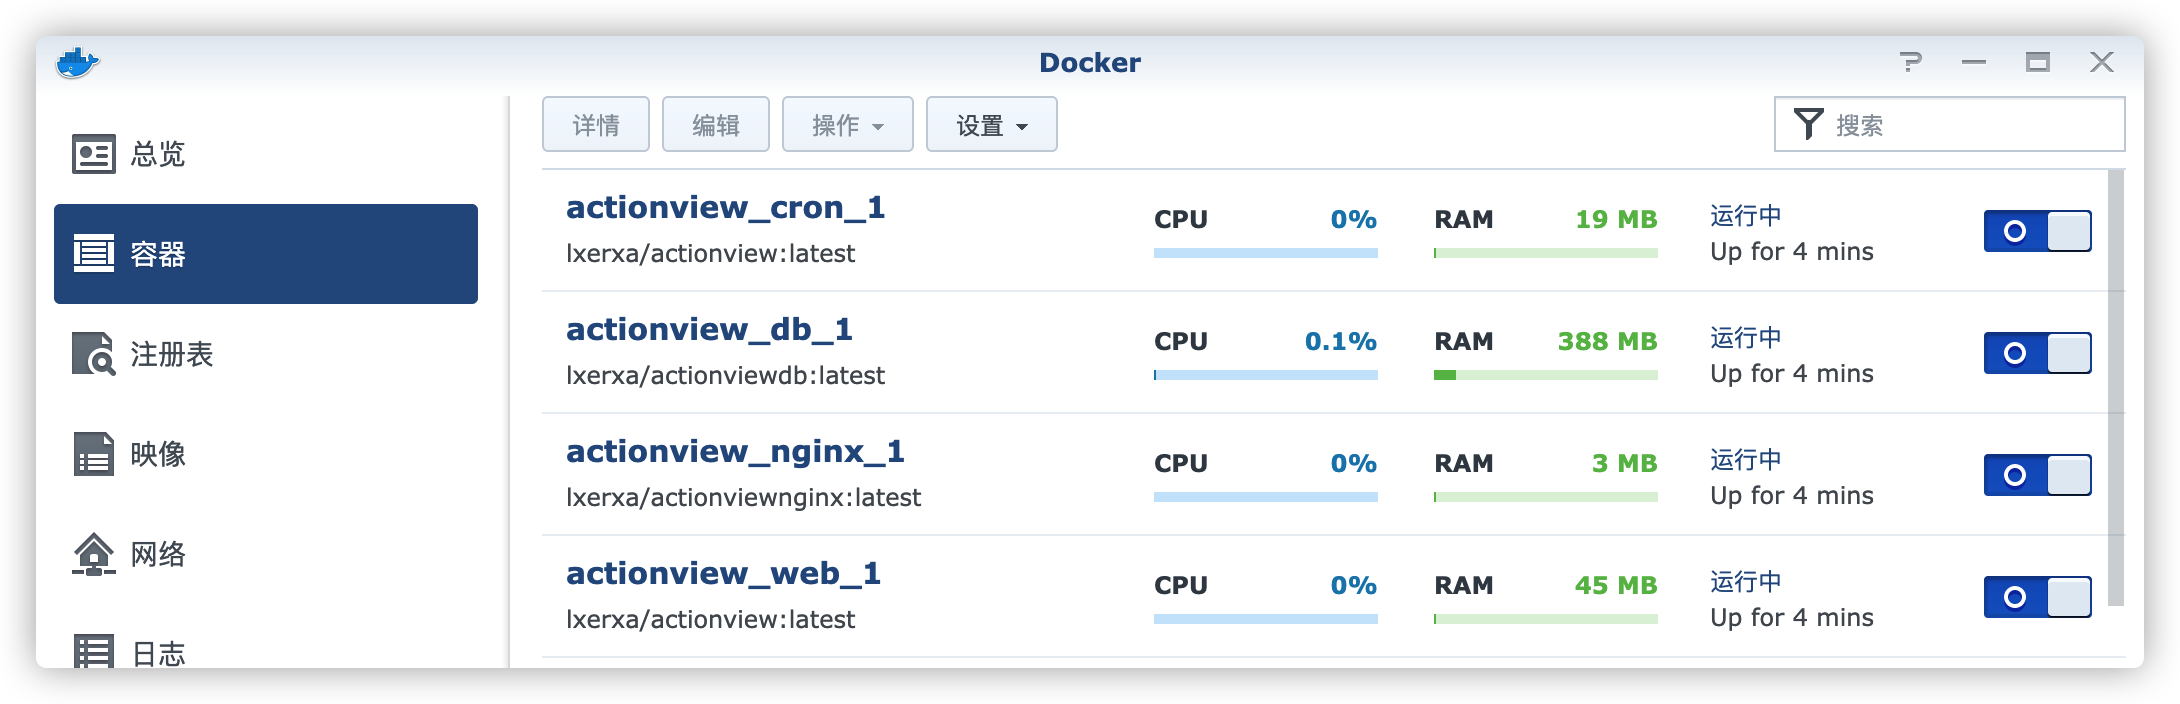 Docker
总览
容器
注册表
映像
网络
日志
详情 编辑 操作 设置 搜索
actionview_cron_1
lxerxa/actionview:latest
CPU 0% RAM 19 MB
运行中
Up for 4 mins
actionview_db_1
lxerxa/actionviewdb:latest
CPU 0.1% RAM 388 MB
运行中
Up for 4 mins
actionview_nginx_1
lxerxa/actionviewnginx:latest
CPU 0% RAM 3 MB
运行中
Up for 4 mins
actionview_web_1
lxerxa/actionview:latest
CPU 0% RAM 45 MB
运行中
Up for 4 mins